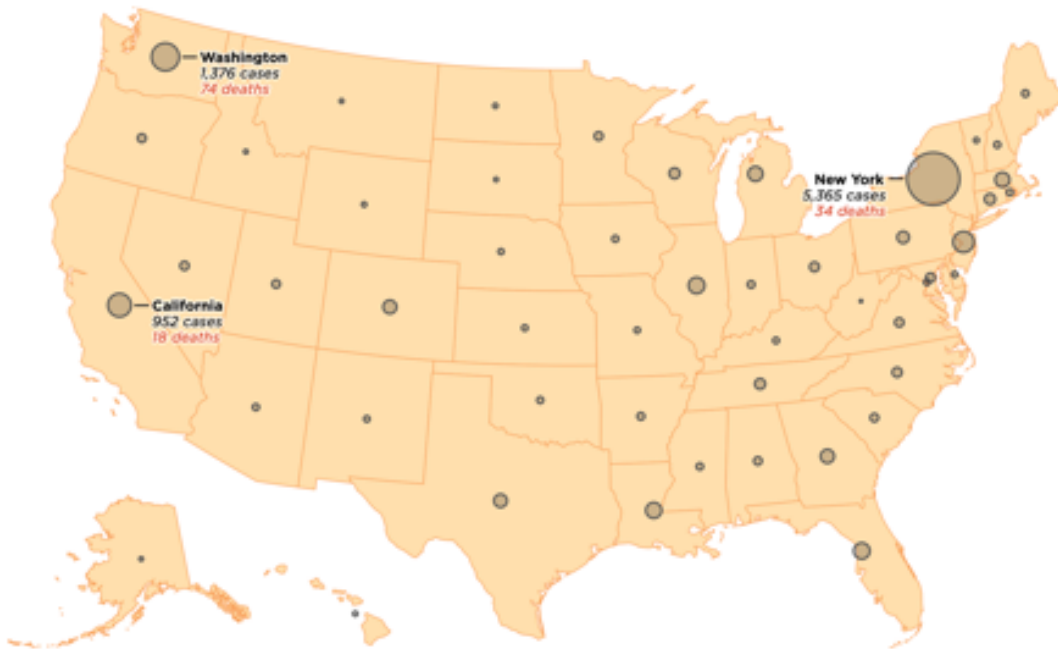 Washington
1,376 cases
74 deaths
New York
5,365 cases
34 deaths
California
952 cases
18 deaths